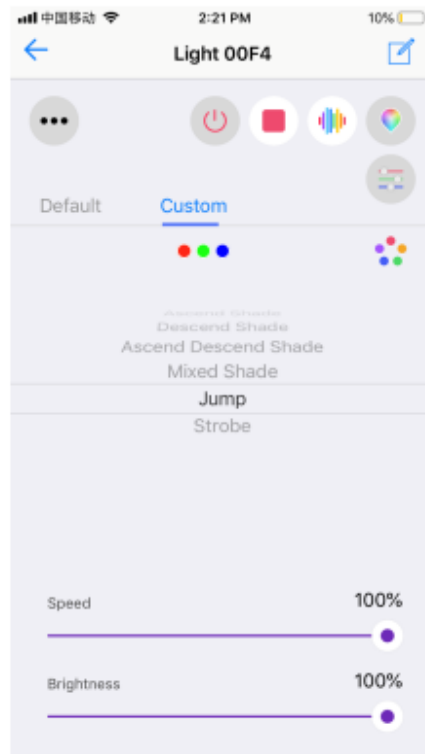 中国移动 2:21 PM 10%
Light 00F4
Default Custom
Ascend Shade
Descend Shade
Ascend Descend Shade
Mixed Shade
Jump
Strobe
Speed 100%
Brightness 100%